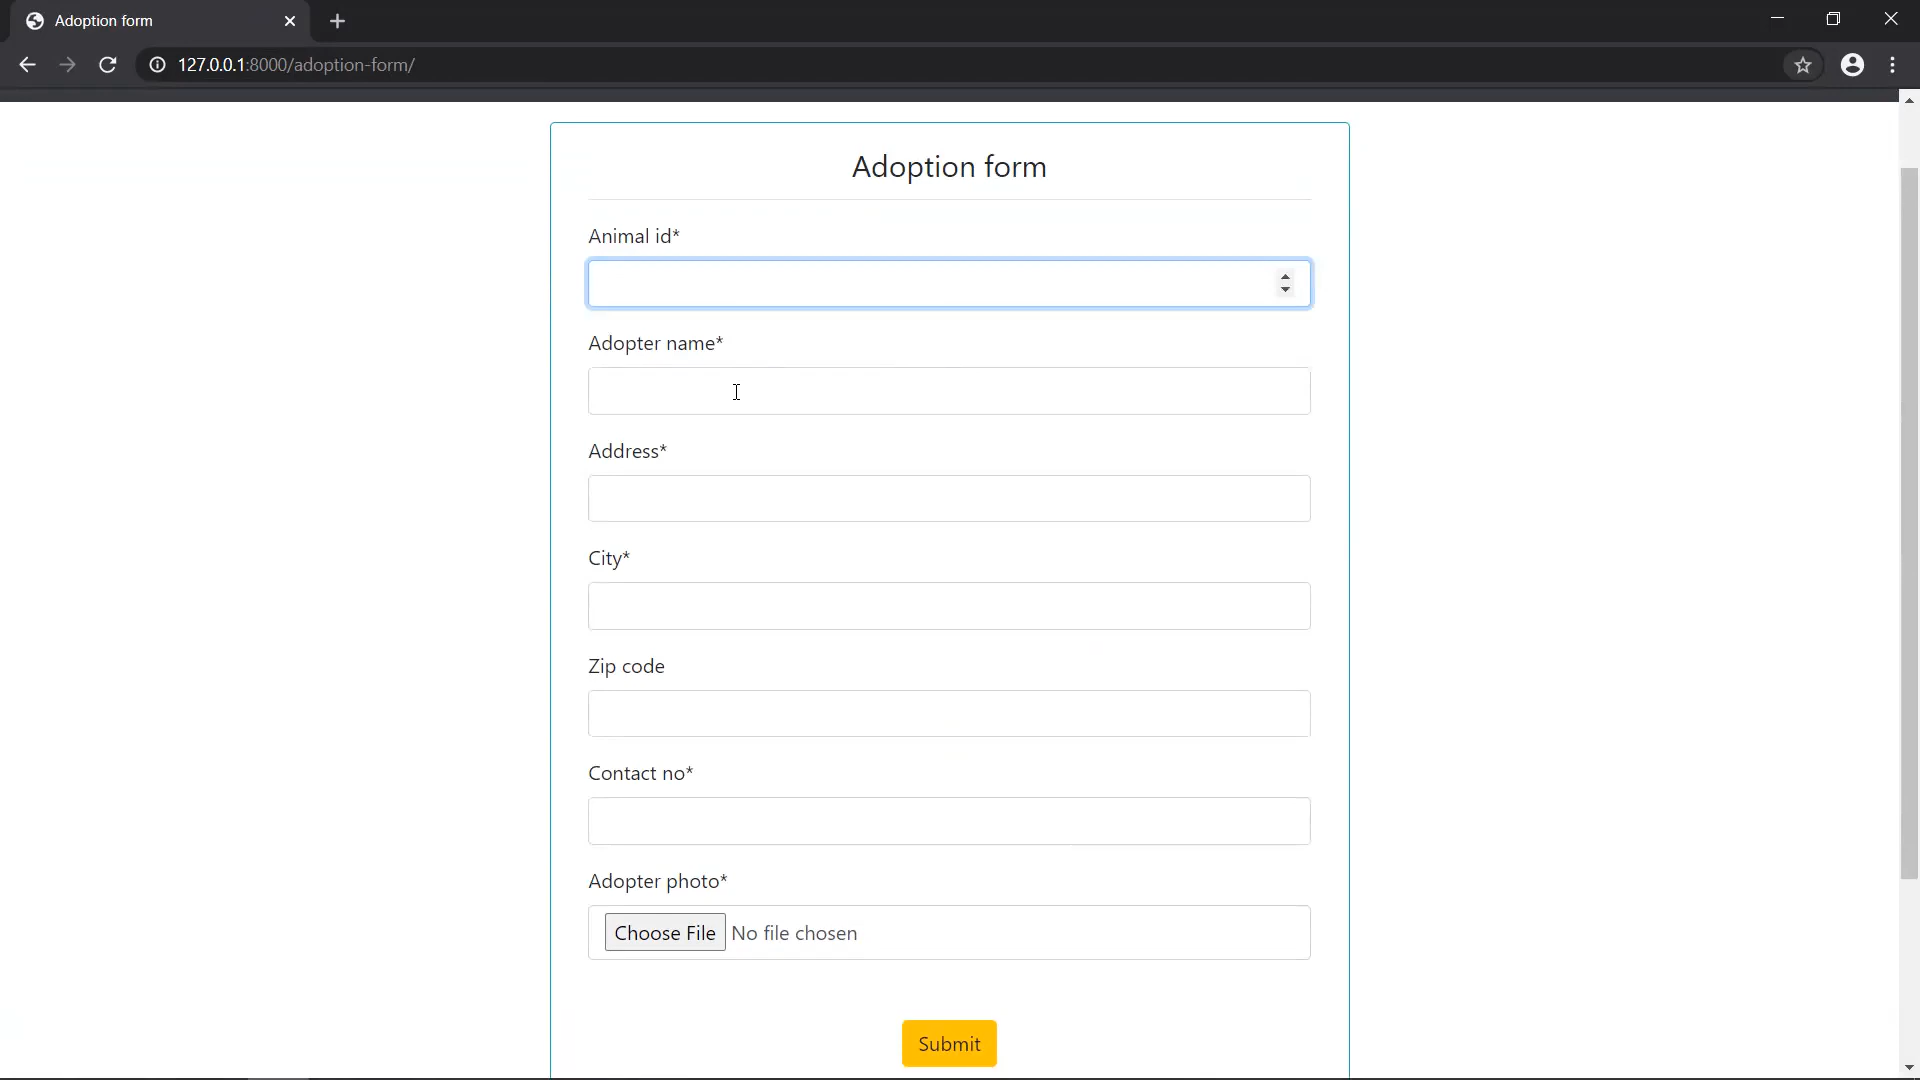 Adoption form
127.0.0.1:8000/adoption-form/
Adoption form
Animal id*
Adopter name*
Address*
City*
Zip code
Contact no*
Adopter photo*
Choose File No file chosen
Submit